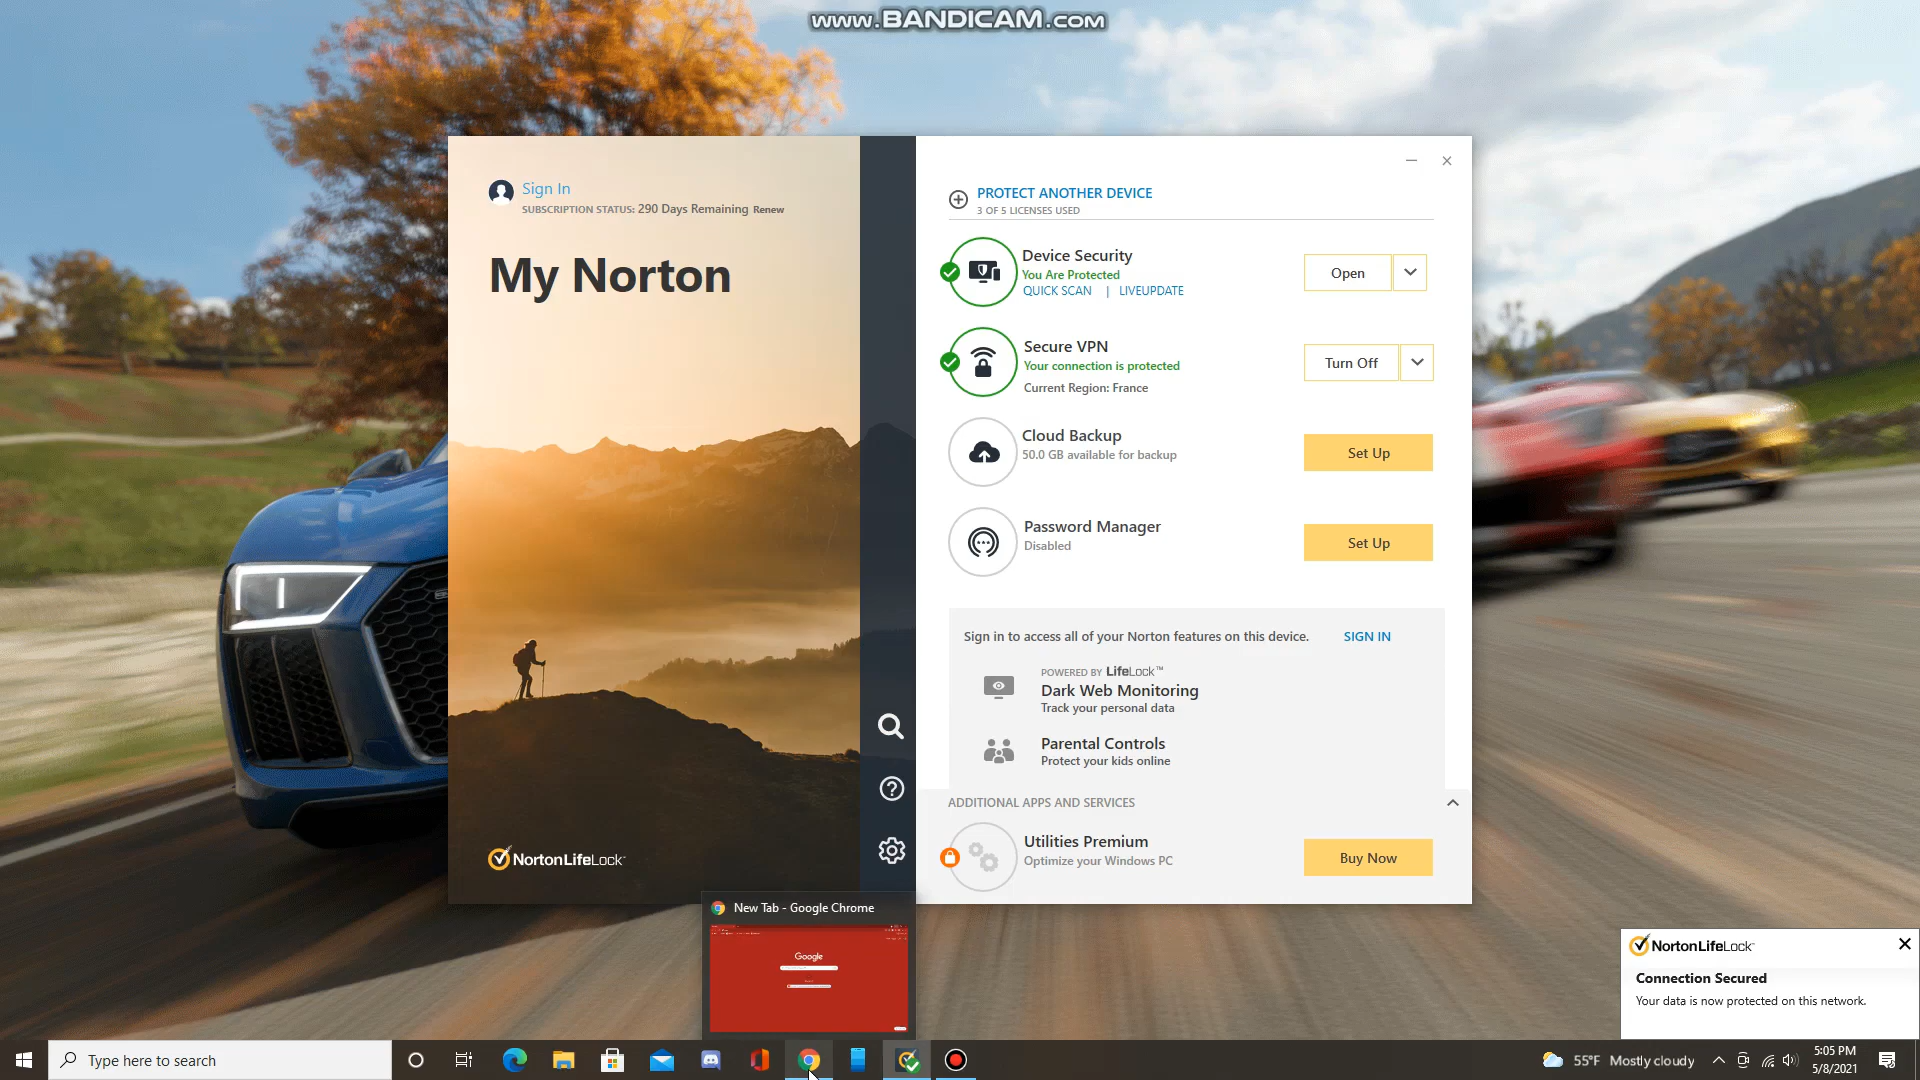 www.BANDICAM.com
Sign In
SUBSCRIPTION STATUS: 290 Days Remaining Renew
My Norton
NortonLifeLock
PROTECT ANOTHER DEVICE
3 OF 5 LICENSES USED
Device Security
You Are Protected
QUICK SCAN | LIVEUPDATE
Open
Secure VPN
Your connection is protected
Current Region: France
Turn Off
Cloud Backup
50.0 GB available for backup
Set Up
Password Manager
Disabled
Set Up
Sign in to access all of your Norton features on this device. SIGN IN
POWERED BY LifeLock™
Dark Web Monitoring
Track your personal data
Parental Controls
Protect your kids online
ADDITIONAL APPS AND SERVICES
Utilities Premium
Optimize your Windows PC
Buy Now
New Tab - Google Chrome
Google
NortonLifeLock
Connection Secured
Your data is now protected on this network.
Type here to search
55°F Mostly cloudy
5:05 PM
5/8/2021